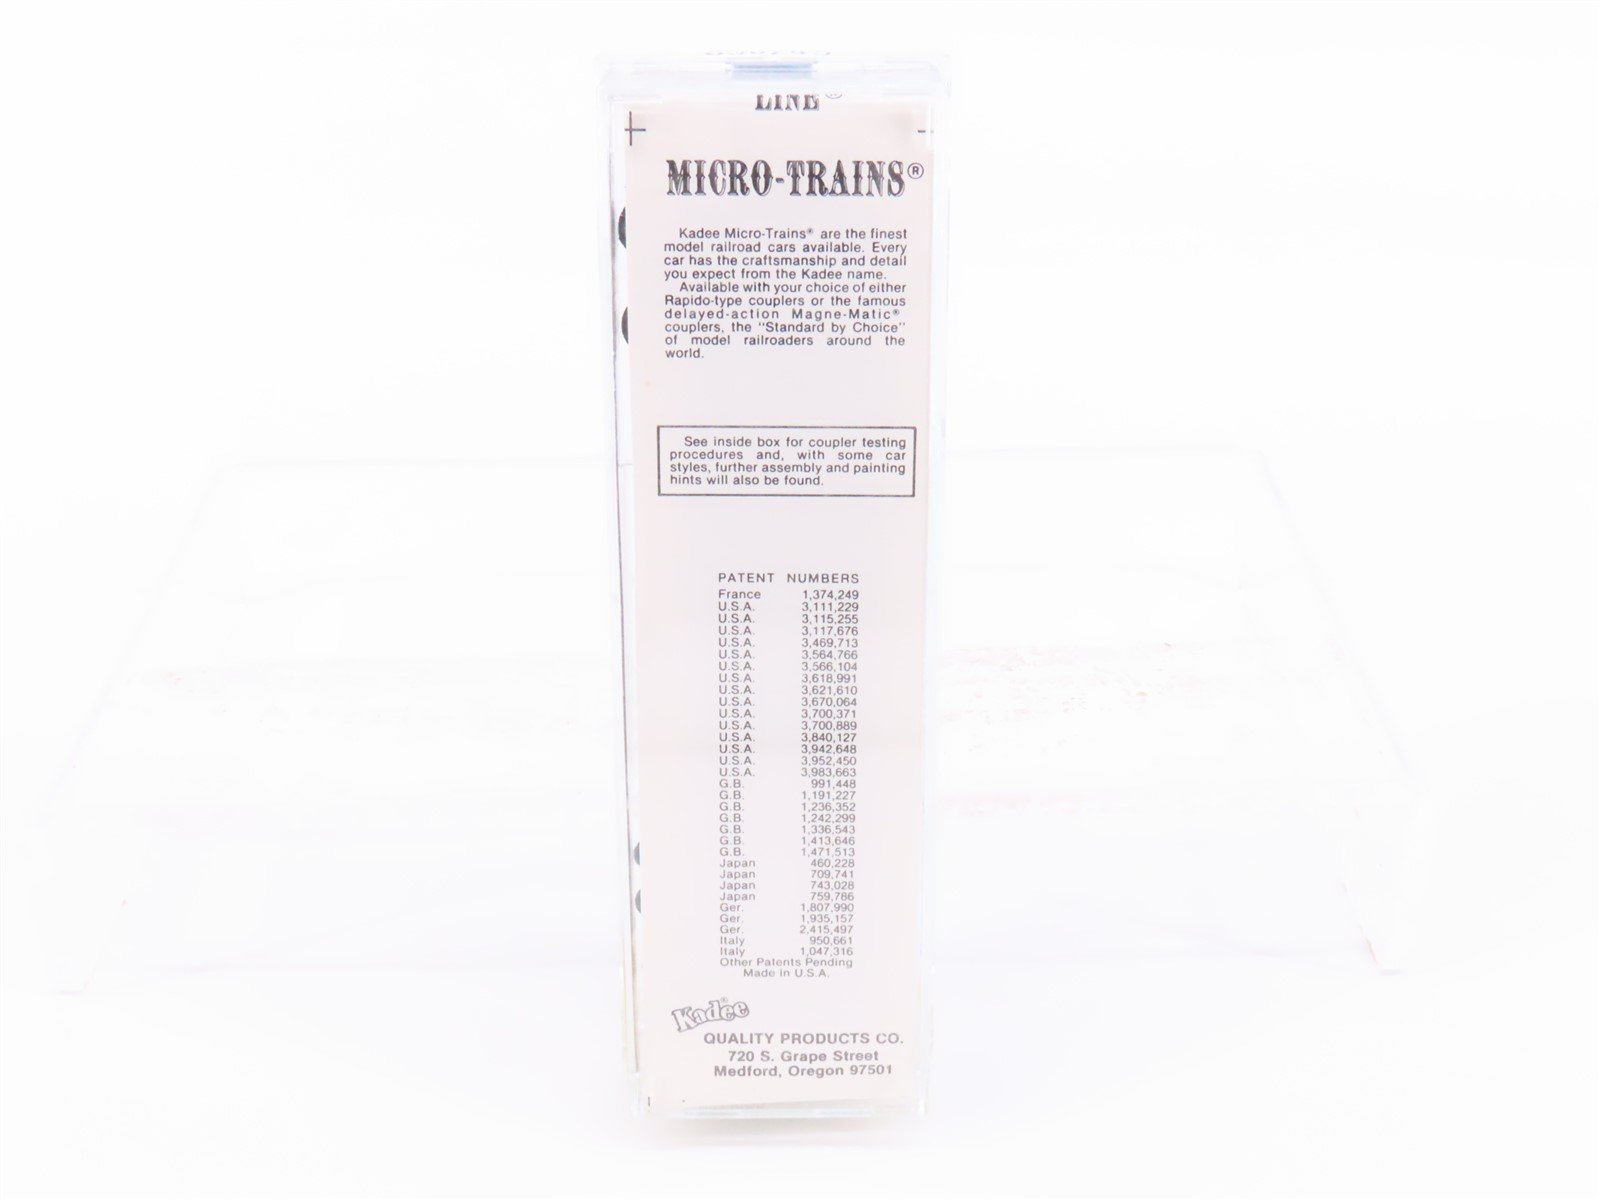 LINE ®
MICRO-TRAINS®
Kadee Micro-Trains® are the finest
model railroad cars available. Every
car has the craftsmanship and detail
you expect from the Kadee name.
Available with your choice of either
Rapido-type couplers or the famous
delayed-action Magne-Matic®
couplers, the "Standard by Choice"
of model railroaders around the
world.
See inside box for coupler testing
procedures and, with some car
styles, further assembly and painting
hints will also be found.
PATENT NUMBERS
France 1,374,249
U.S.A. 3,111,229
U.S.A. 3,115,255
U.S.A. 3,117,676
U.S.A. 3,469,713
U.S.A. 3,564,766
U.S.A. 3,566,104
U.S.A. 3,618,991
U.S.A. 3,621,610
U.S.A. 3,670,064
U.S.A. 3,700,371
U.S.A. 3,700,889
U.S.A. 3,840,127
U.S.A. 3,942,648
U.S.A. 3,952,450
U.S.A. 3,983,663
G.B. 991,448
G.B. 1,191,227
G.B. 1,236,352
G.B. 1,242,299
G.B. 1,336,543
G.B. 1,413,646
G.B. 1,471,513
Japan 460,228
Japan 709,741
Japan 743,028
Japan 759,786
Ger. 1,807,990
Ger. 1,935,157
Ger. 2,415,497
Italy 950,661
Italy 1,047,316
Other Patents Pending
Made in U.S.A.
Kadee®
QUALITY PRODUCTS CO.
720 S. Grape Street
Medford, Oregon 97501